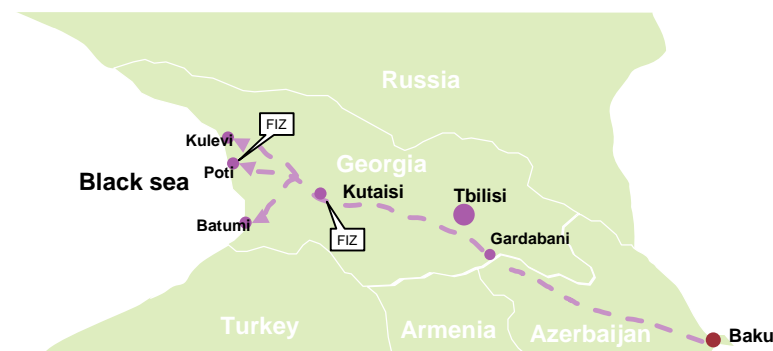 Russia
FIZ
Kulevi
Georgia
Poti
Black sea
Kutaisi
Tbilisi
Batumi
FIZ
Gardabani
Turkey
Armenia
Azerbaijan
Baku